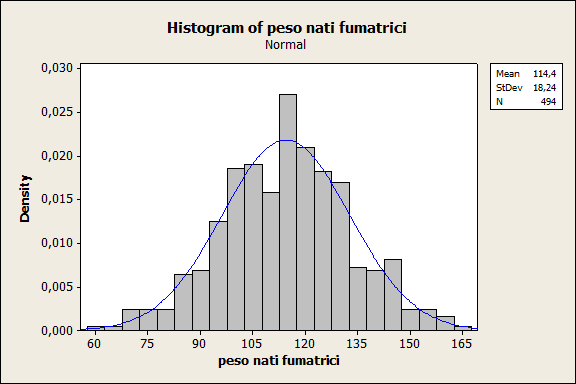 Histogram of peso nati fumatrici
Normal
Mean 114,4
StDev 18,24
N 494
0,030
0,025
0,020
0,015
0,010
0,005
0,000
Density
60 75 90 105 120 135 150 165
peso nati fumatrici